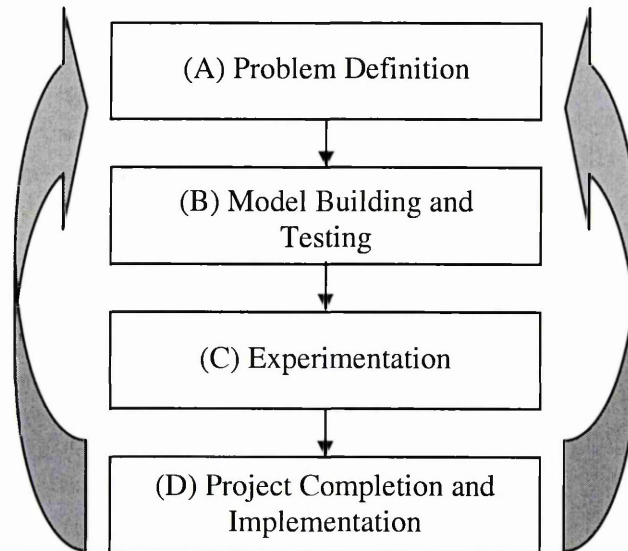 (A) Problem Definition
(B) Model Building and
Testing
(C) Experimentation
(D) Project Completion and
Implementation